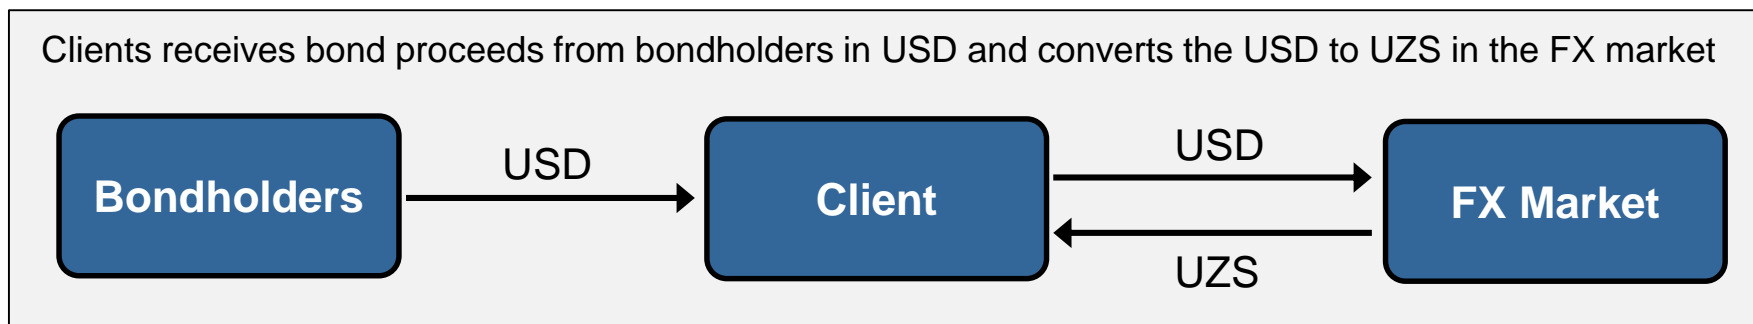 Clients receives bond proceeds from bondholders in USD and converts the USD to UZS in the FX market
Bondholders
USD
Client
USD
UZS
FX Market